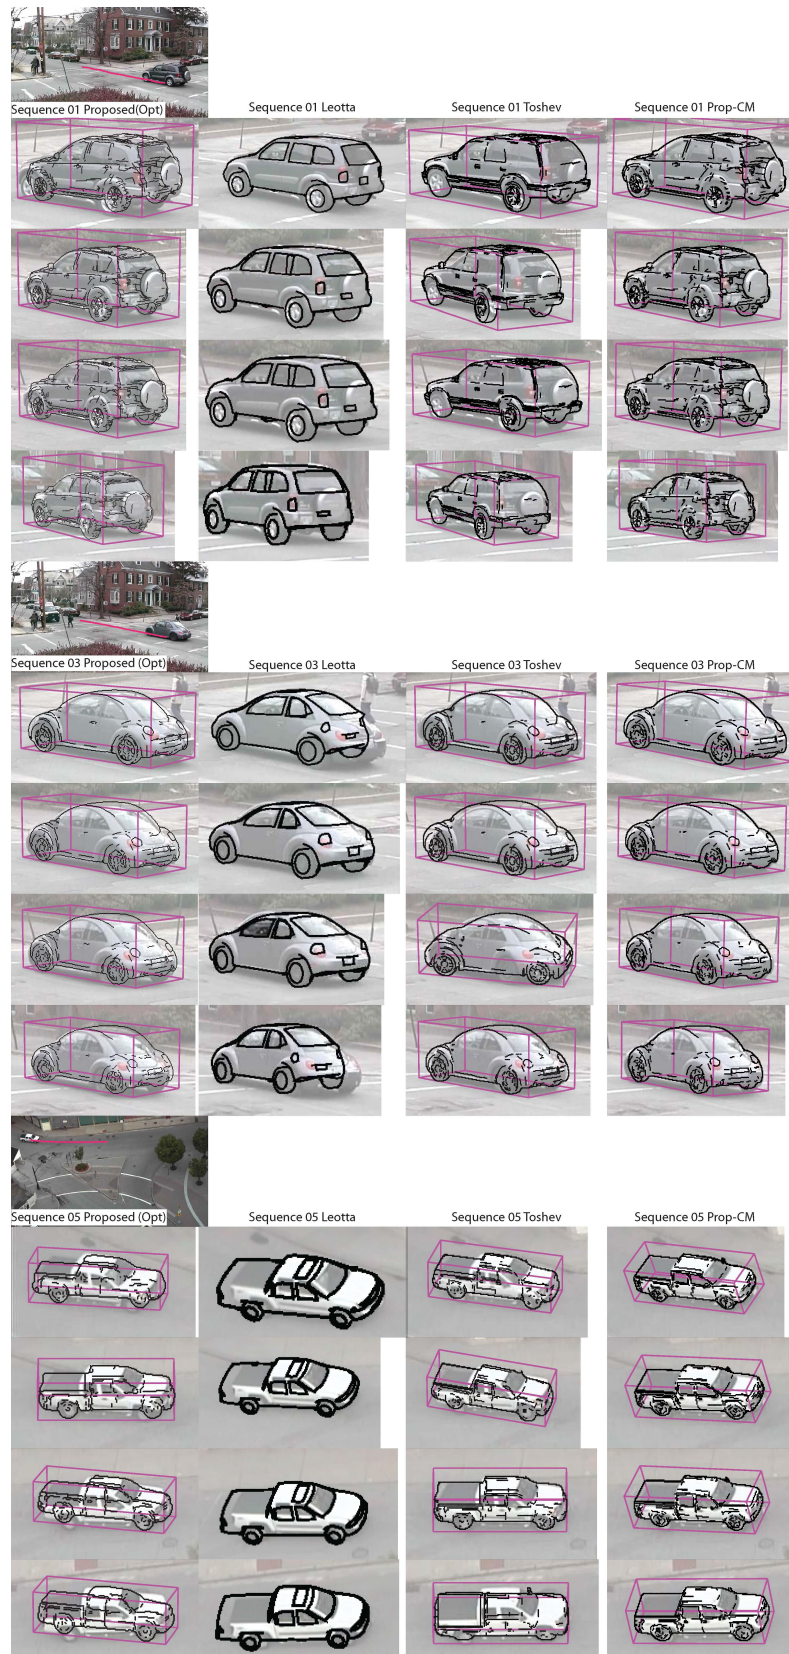 Sequence 01 Proposed(Opt)
Sequence 01 Leotta
Sequence 01 Toshev
Sequence 01 Prop-CM
Sequence 03 Proposed (Opt)
Sequence 03 Leotta
Sequence 03 Toshev
Sequence 03 Prop-CM
Sequence 05 Proposed (Opt)
Sequence 05 Leotta
Sequence 05 Toshev
Sequence 05 Prop-CM